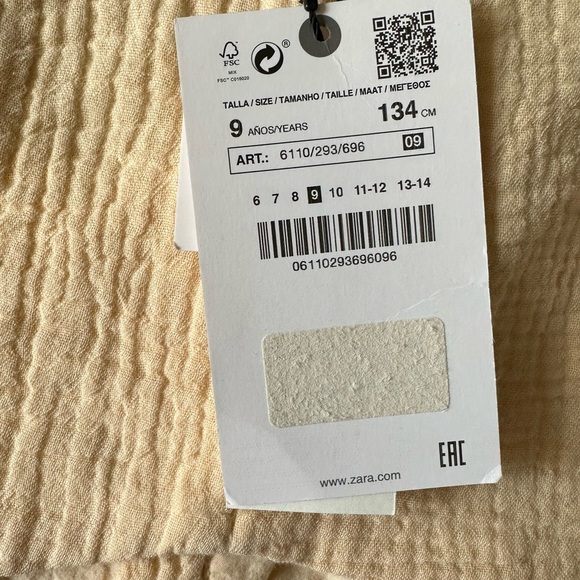 FSC
MIX
FSC™ C018020
®
TALLA / SIZE / TAMANHO / TAILLE / MAAT / ΜΕΓΕΘΟΣ
9 AÑOS/YEARS 134 CM
ART.: 6110/293/696 09
6 7 8 9 10 11-12 13-14
06110293696096
EAC
www.zara.com